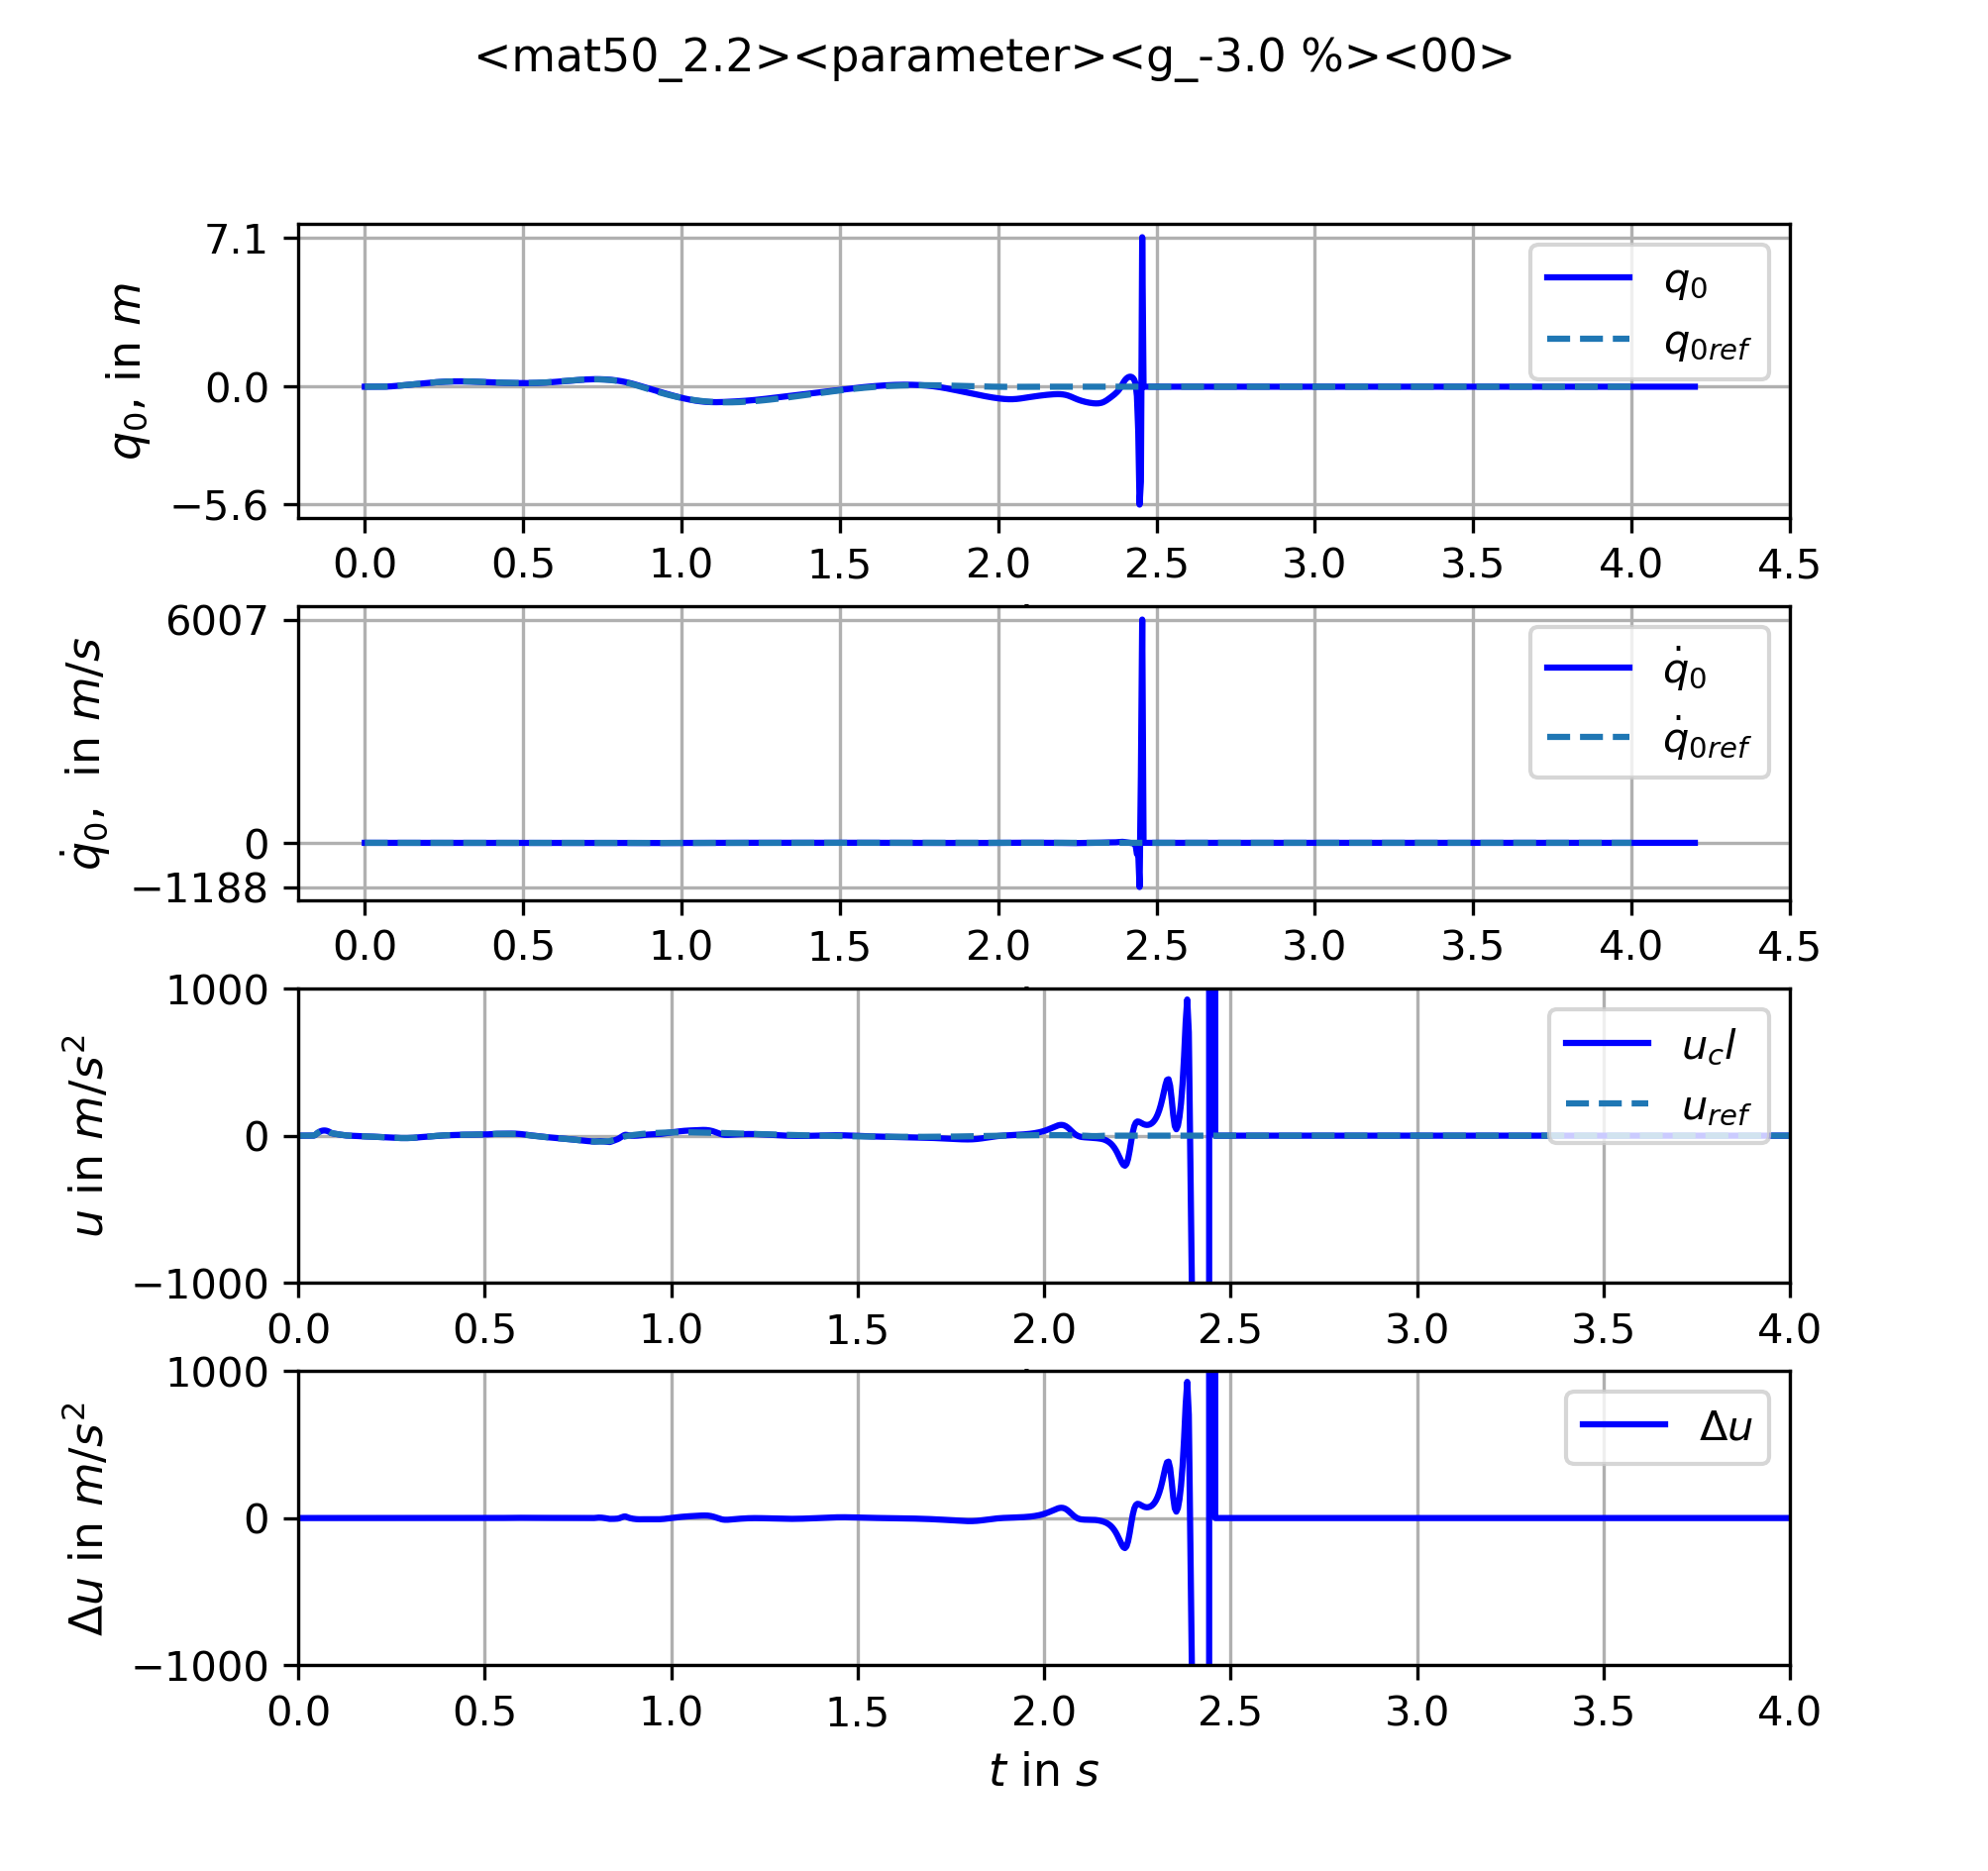 <mat50_2.2><parameter><g_-3.0 %><00>
7.1
0.0
−5.6
q₀, in m
q₀
q₀ref
0.0 0.5 1.0 1.5 2.0 2.5 3.0 3.5 4.0 4.5
6007
0
−1188
q̇₀, in m/s
q̇₀
q̇₀ref
0.0 0.5 1.0 1.5 2.0 2.5 3.0 3.5 4.0 4.5
1000
0
−1000
u in m/s²
u_cl
u_ref
0.0 0.5 1.0 1.5 2.0 2.5 3.0 3.5 4.0
1000
0
−1000
Δu in m/s²
Δu
0.0 0.5 1.0 1.5 2.0 2.5 3.0 3.5 4.0
t in s